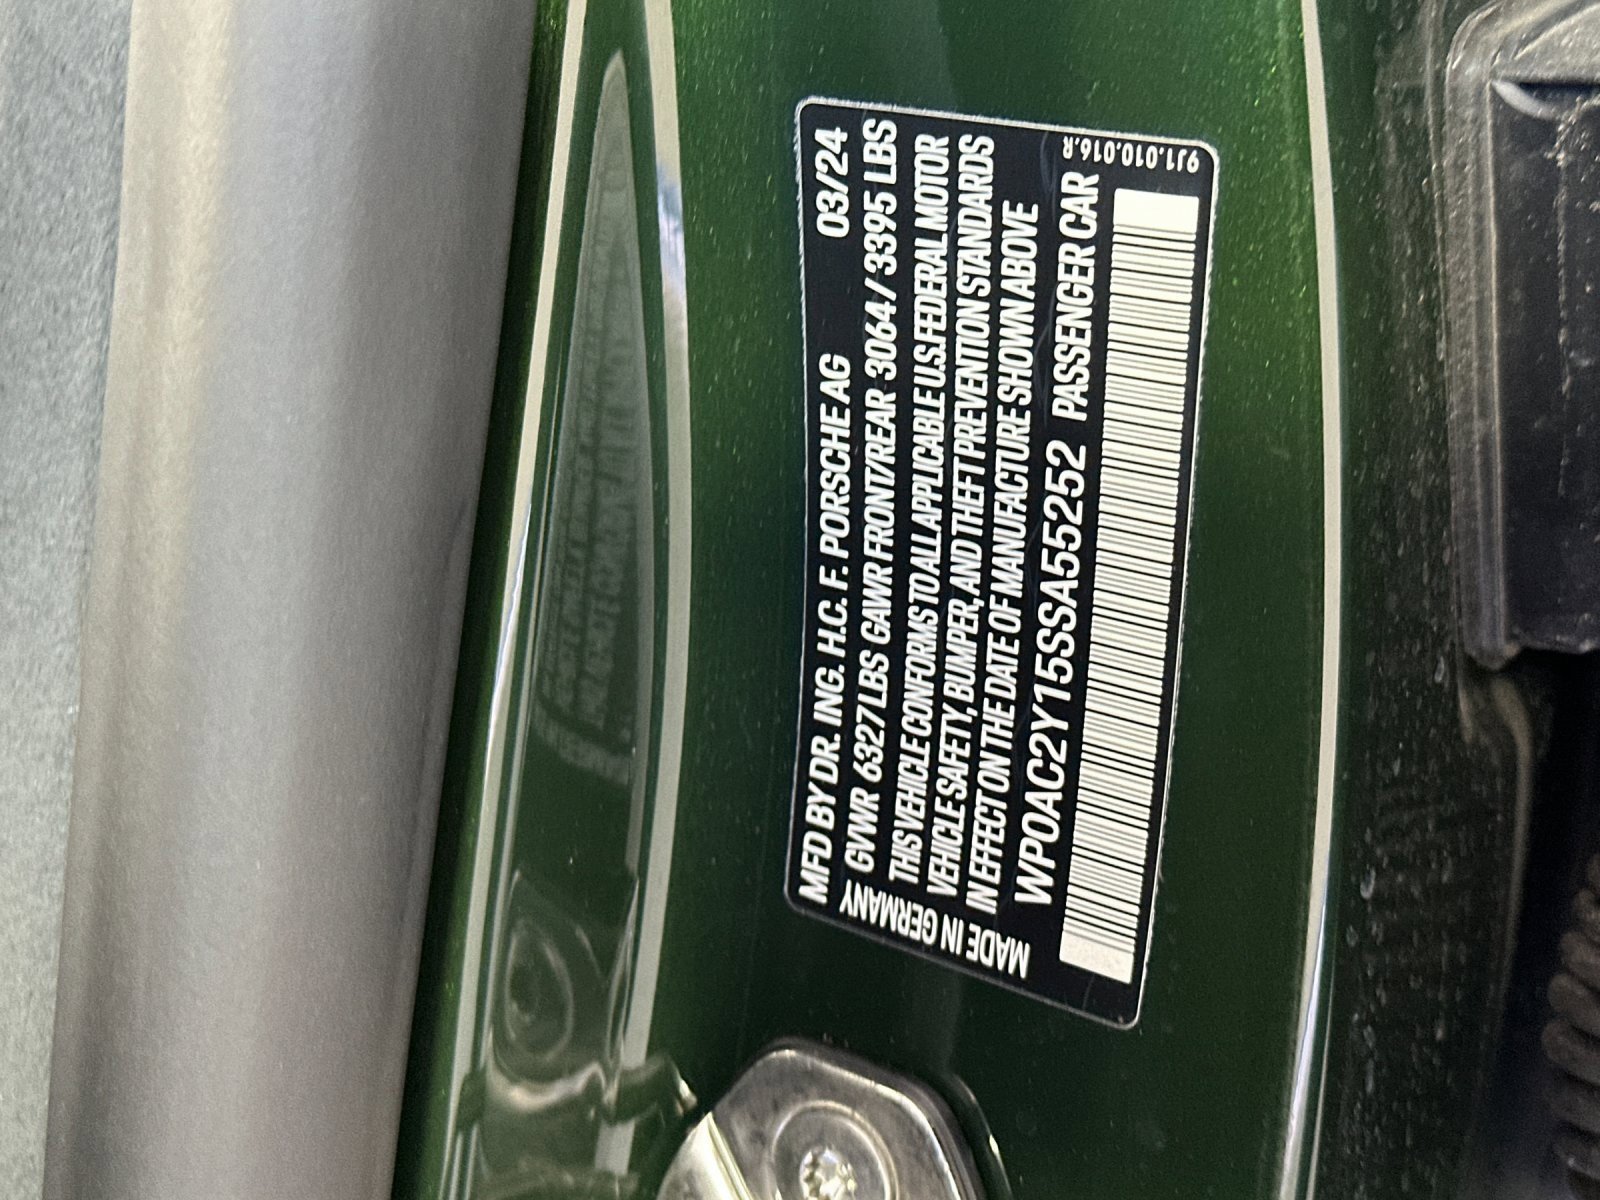 MFD BY DR. ING. H.C. F. PORSCHE AG 03/24
GVWR 6327 LBS GAWR FRONT/REAR 3064 / 3395 LBS
THIS VEHICLE CONFORMS TO ALL APPLICABLE U.S. FEDERAL MOTOR
VEHICLE SAFETY, BUMPER, AND THEFT PREVENTION STANDARDS
IN EFFECT ON THE DATE OF MANUFACTURE SHOWN ABOVE
WP0AC2Y15SSA55252 PASSENGER CAR
MADE IN GERMANY
9J1.010.016.R